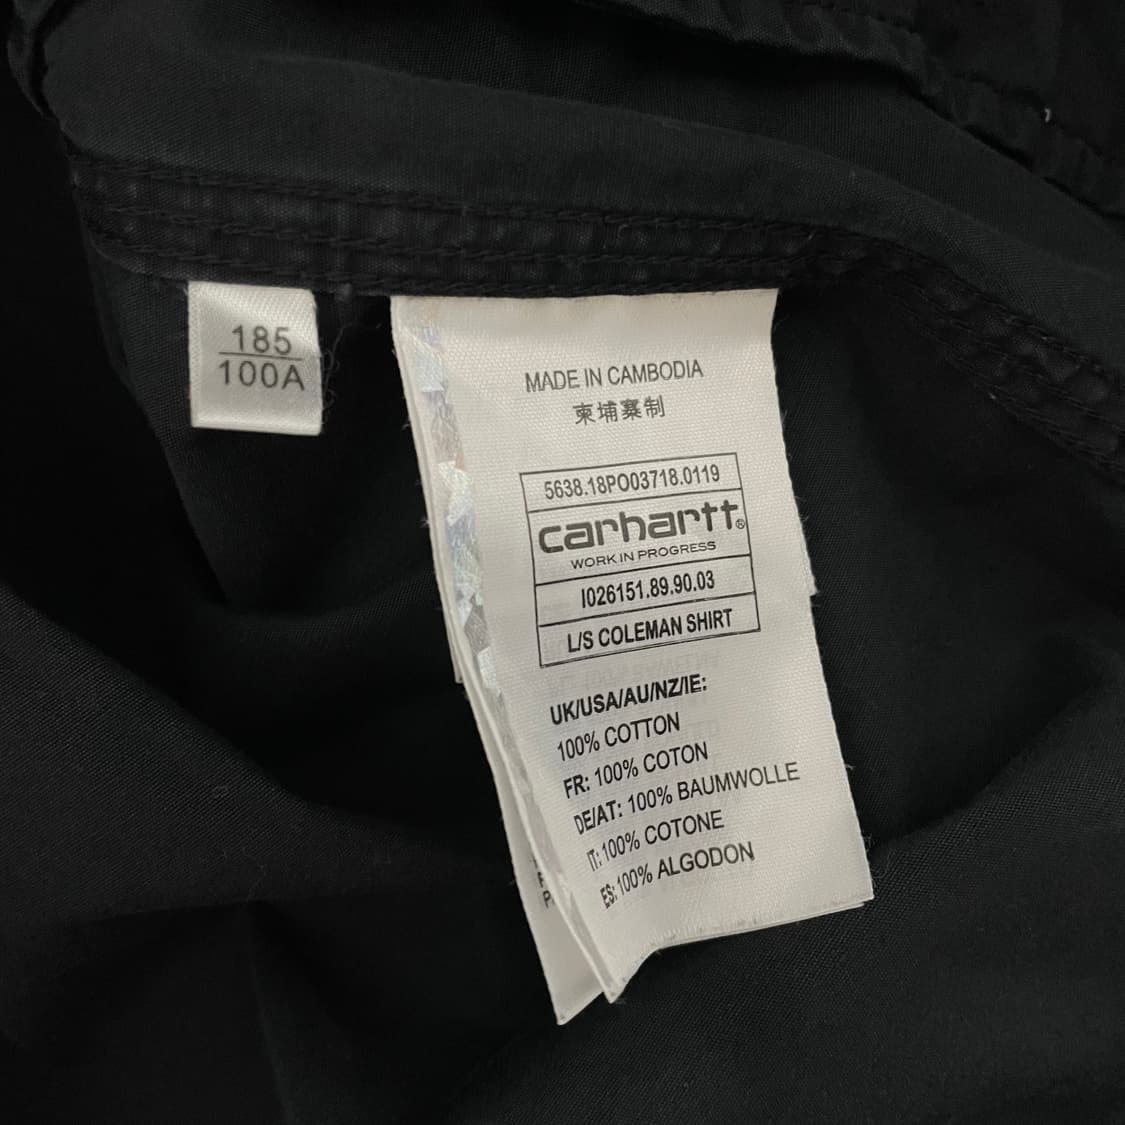 185
100A
MADE IN CAMBODIA
柬埔寨制
5638.18PO03718.0119
carhartt®
WORK IN PROGRESS
I026151.89.90.03
L/S COLEMAN SHIRT
UK/USA/AU/NZ/IE:
100% COTTON
FR: 100% COTON
DE/AT: 100% BAUMWOLLE
IT: 100% COTONE
ES: 100% ALGODON